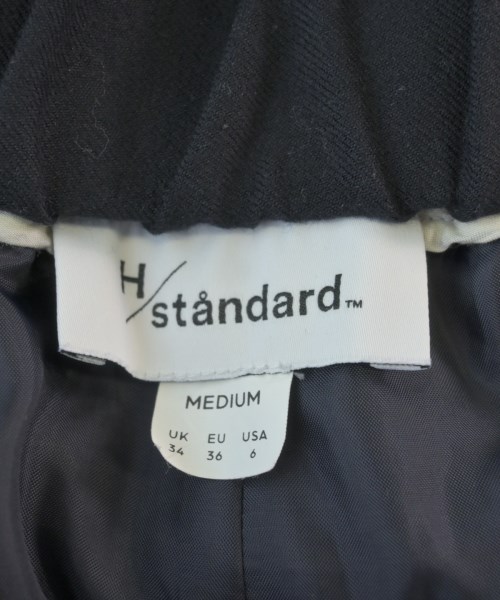 H/
ståndard™
MEDIUM
UK EU USA
34 36 6